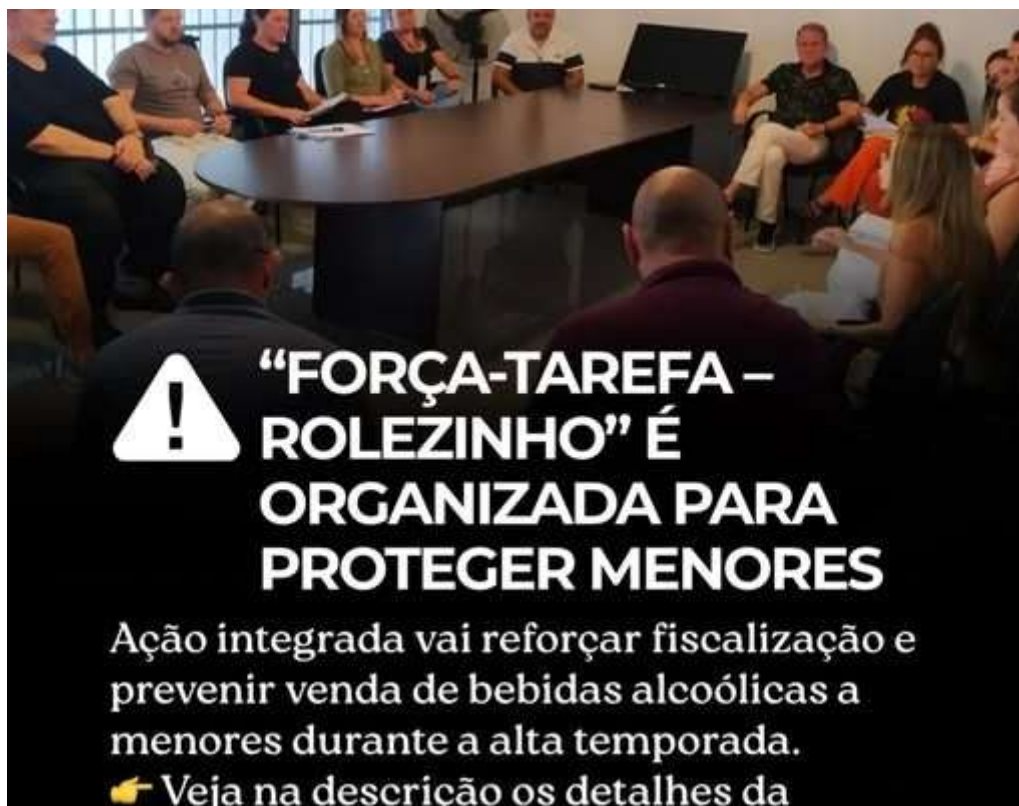 “FORÇA-TAREFA –
ROLEZINHO” É
ORGANIZADA PARA
PROTEGER MENORES
Ação integrada vai reforçar fiscalização e
prevenir venda de bebidas alcoólicas a
menores durante a alta temporada.
👉 Veja na descrição os detalhes da